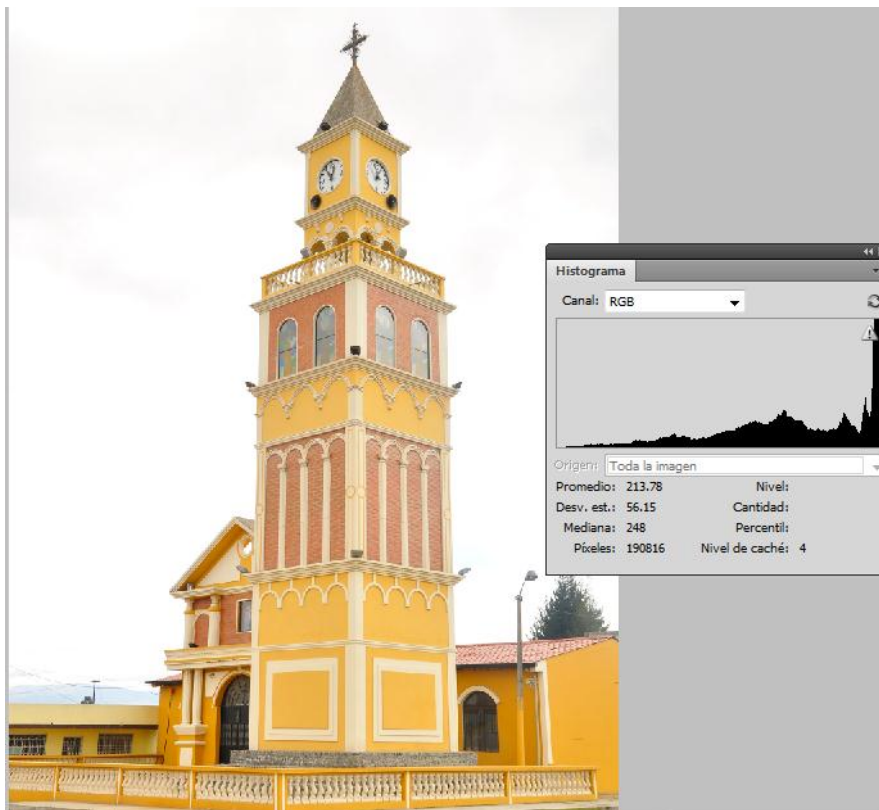 Histograma
Canal: RGB
Origen: Toda la imagen
Promedio: 213.78 Nivel:
Desv. est.: 56.15 Cantidad:
Mediana: 248 Percentil:
Píxeles: 190816 Nivel de caché: 4